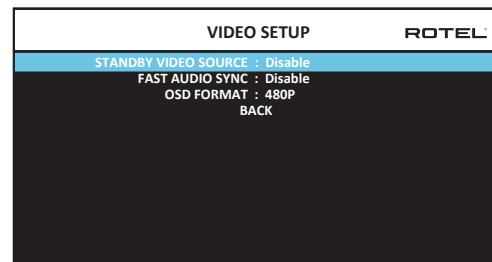 VIDEO SETUP ROTEL
STANDBY VIDEO SOURCE : Disable
FAST AUDIO SYNC : Disable
OSD FORMAT : 480P
BACK